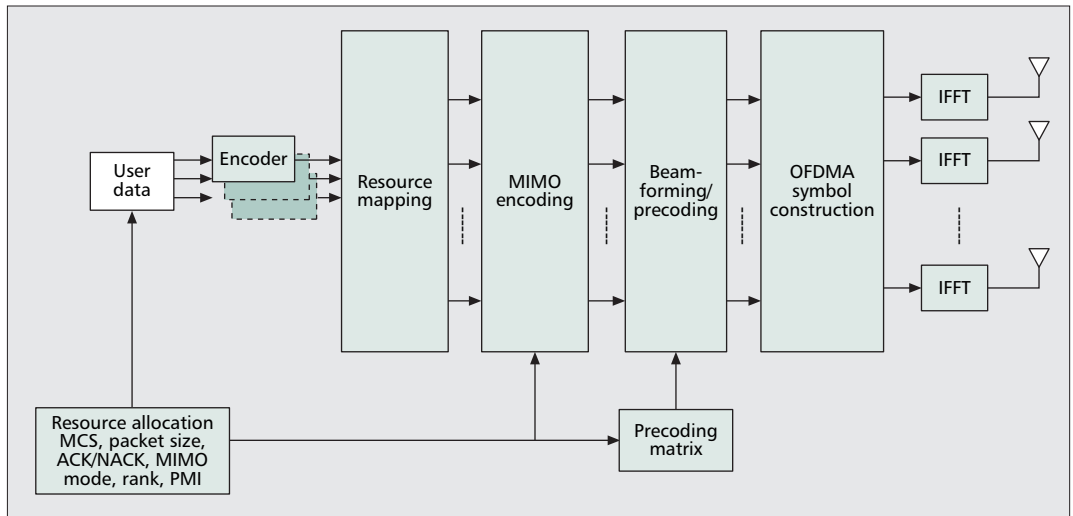 User
data
Encoder
Resource
mapping
MIMO
encoding
Beam-
forming/
precoding
OFDMA
symbol
construction
IFFT
IFFT
IFFT
Resource allocation
MCS, packet size,
ACK/NACK, MIMO
mode, rank, PMI
Precoding
matrix